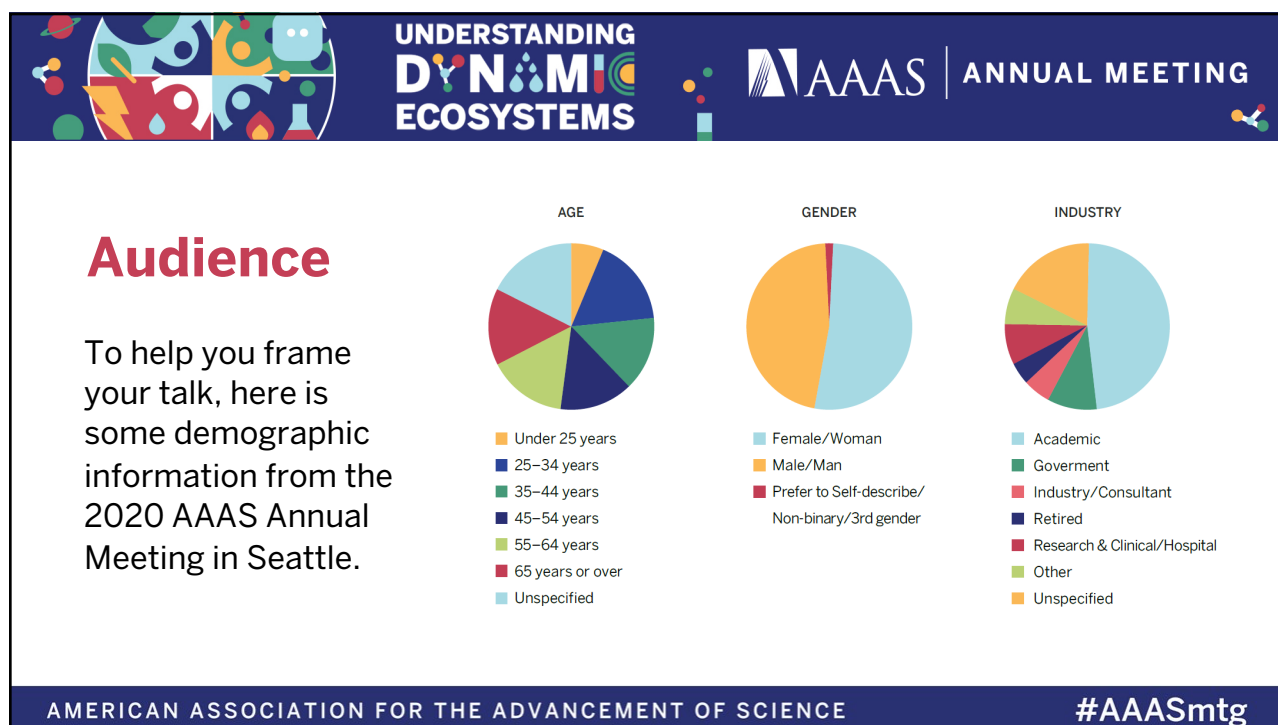 UNDERSTANDING
DYNAMIC
ECOSYSTEMS
AAAS
ANNUAL MEETING
Audience
To help you frame
your talk, here is
some demographic
information from the
2020 AAAS Annual
Meeting in Seattle.
AGE
Under 25 years
25–34 years
35–44 years
45–54 years
55–64 years
65 years or over
Unspecified
GENDER
Female/Woman
Male/Man
Prefer to Self-describe/
Non-binary/3rd gender
INDUSTRY
Academic
Goverment
Industry/Consultant
Retired
Research & Clinical/Hospital
Other
Unspecified
AMERICAN ASSOCIATION FOR THE ADVANCEMENT OF SCIENCE
#AAASmtg